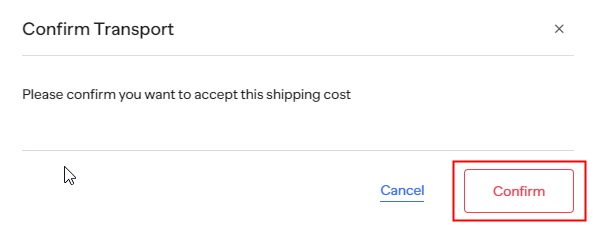 Confirm Transport
Please confirm you want to accept this shipping cost
Cancel
Confirm